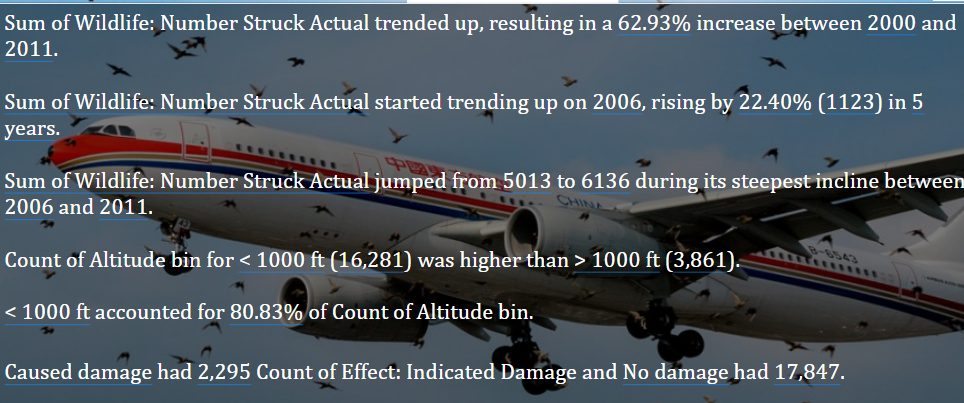 Sum of Wildlife: Number Struck Actual trended up, resulting in a 62.93% increase between 2000 and
2011.
Sum of Wildlife: Number Struck Actual started trending up on 2006, rising by 22.40% (1123) in 5
years.
Sum of Wildlife: Number Struck Actual jumped from 5013 to 6136 during its steepest incline between
2006 and 2011.
CHINA
Count of Altitude bin for < 1000 ft (16,281) was higher than > 1000 ft (3,861).
B-6543
< 1000 ft accounted for 80.83% of Count of Altitude bin.
Caused damage had 2,295 Count of Effect: Indicated Damage and No damage had 17,847.